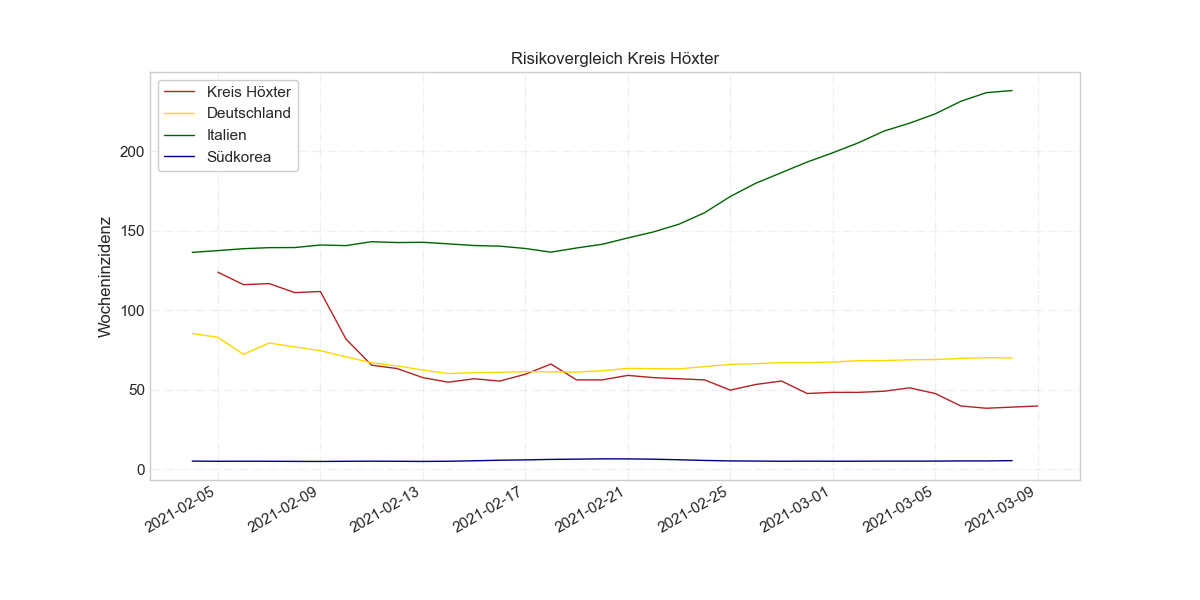 Risikovergleich Kreis Höxter
Kreis Höxter
Deutschland
Italien
Südkorea
Wocheninzidenz
200
150
100
50
0
2021-02-05
2021-02-09
2021-02-13
2021-02-17
2021-02-21
2021-02-25
2021-03-01
2021-03-05
2021-03-09